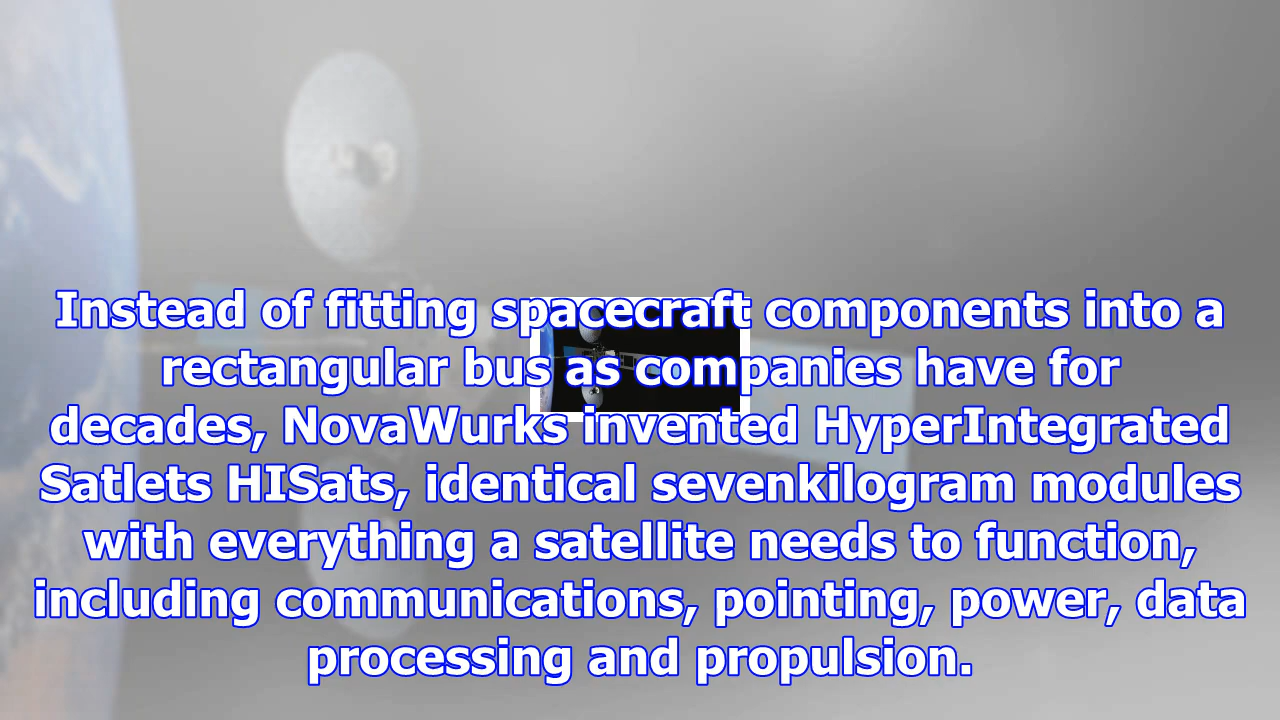 Instead of fitting spacecraft components into a
rectangular bus as companies have for
decades, NovaWurks invented HyperIntegrated
Satlets HISats, identical sevenkilogram modules
with everything a satellite needs to function,
including communications, pointing, power, data
processing and propulsion.